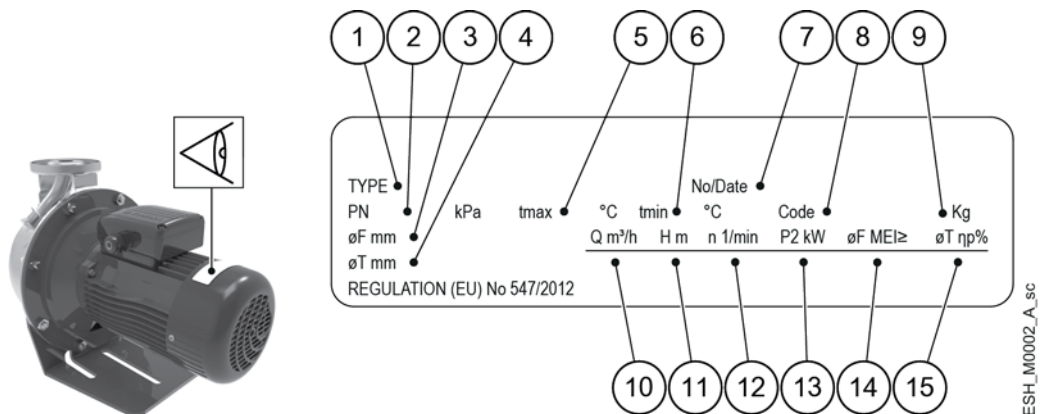 1 2 3 4 5 6 7 8 9
TYPE No/Date
PN kPa tmax °C tmin °C Code Kg
øF mm Q m³/h H m n 1/min P2 kW øF MEI≥ øT ηp%
øT mm
REGULATION (EU) No 547/2012
10 11 12 13 14 15
ESH_M0002_A_sc